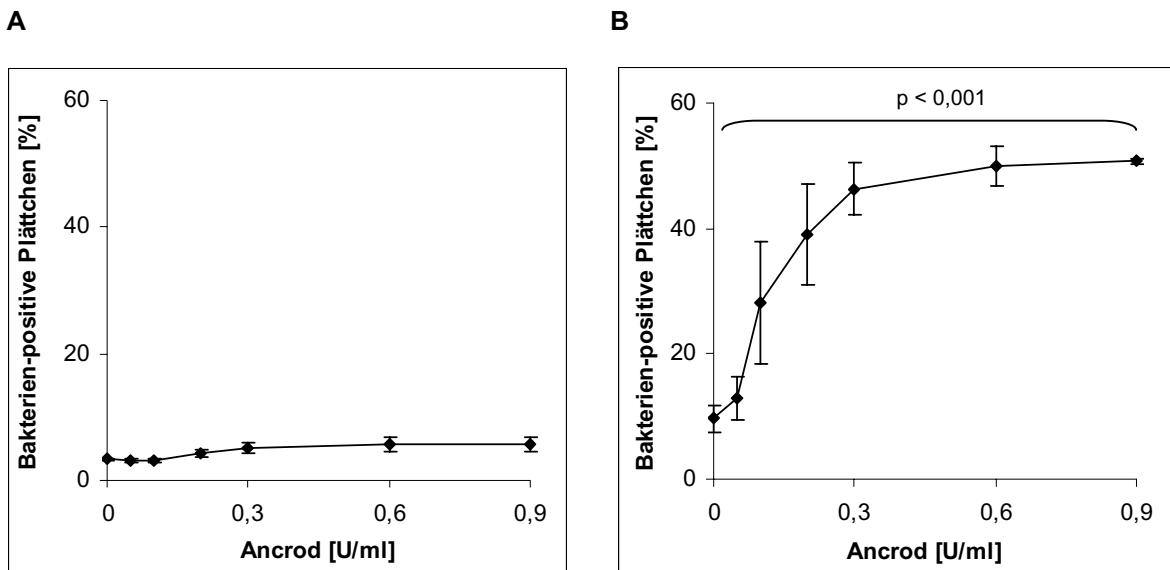 A
Bakterien-positive Plättchen [%]
60
40
20
0
0 0,3 0,6 0,9
Ancrod [U/ml]
B
Bakterien-positive Plättchen [%]
p < 0,001
60
40
20
0
0 0,3 0,6 0,9
Ancrod [U/ml]